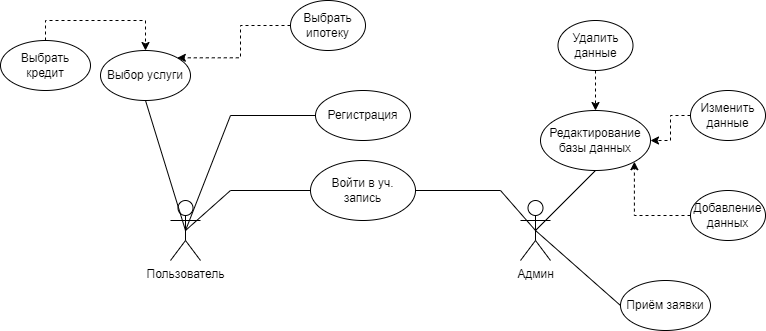 Выбрать
ипотеку
Выбрать
кредит
Выбор услуги
Удалить
данные
Регистрация
Изменить
данные
Редактирование
базы данных
Войти в уч.
запись
Добавление
данных
Пользователь
Админ
Приём заявки